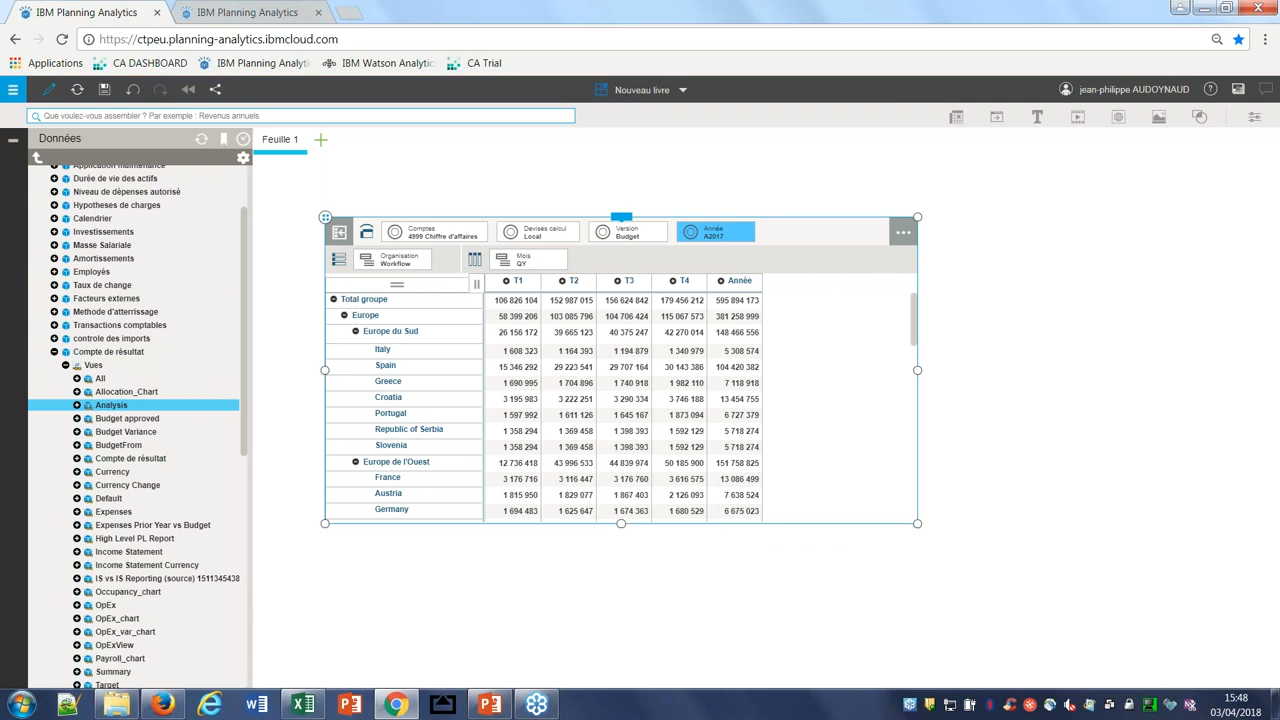 IBM Planning Analytics
IBM Planning Analytics
https://ctpeu.planning-analytics.ibmcloud.com
Applications
CA DASHBOARD
IBM Planning Analyti
IBM Watson Analytic
CA Trial
Nouveau livre
jean-philippe AUDOYNAUD
Que voulez-vous assembler ? Par exemple : Revenus annuels
Données
Feuille 1
Application maintenance
Durée de vie des actifs
Niveau de dépenses autorisé
Hypotheses de charges
Calendrier
Investissements
Masse Salariale
Amortissements
Employés
Taux de change
Facteurs externes
Methode d'atterrissage
Transactions comptables
controle des imports
Compte de résultat
Vues
All
Allocation_Chart
Analysis
Budget approved
Budget Variance
BudgetFrom
Compte de résultat
Currency
Currency Change
Default
Expenses
Expenses Prior Year vs Budget
High Level PL Report
Income Statement
Income Statement Currency
IS vs IS Reporting (source) 1511345438
Occupancy_chart
OpEx
OpEx_chart
OpEx_var_chart
OpExView
Payroll_chart
Summary
Target
Comptes
4999 Chiffre d'affaires
Devises calcul
Local
Version
Budget
Année
A2017
Organisation
Workflow
Mois
QY
T1 T2 T3 T4 Année
Total groupe 106 826 104 152 987 015 156 624 842 179 456 212 595 894 173
Europe 58 399 206 103 085 796 104 706 424 115 067 573 381 258 999
Europe du Sud 26 156 172 39 665 123 40 375 247 42 270 014 148 466 556
Italy 1 608 323 1 164 393 1 194 879 1 340 979 5 308 574
Spain 15 346 292 29 223 541 29 707 164 30 143 386 104 420 382
Greece 1 690 995 1 704 896 1 740 918 1 982 110 7 118 918
Croatia 3 195 983 3 222 251 3 290 334 3 746 188 13 454 755
Portugal 1 597 992 1 611 126 1 645 167 1 873 094 6 727 379
Republic of Serbia 1 358 294 1 369 458 1 398 393 1 592 129 5 718 274
Slovenia 1 358 294 1 369 458 1 398 393 1 592 129 5 718 274
Europe de l'Ouest 12 736 418 43 996 533 44 839 974 50 185 900 151 758 825
France 3 176 716 3 116 447 3 176 760 3 616 575 13 086 499
Austria 1 815 950 1 829 077 1 867 403 2 126 093 7 638 524
Germany 1 694 483 1 625 647 1 674 363 1 680 529 6 675 023
15:48
03/04/2018